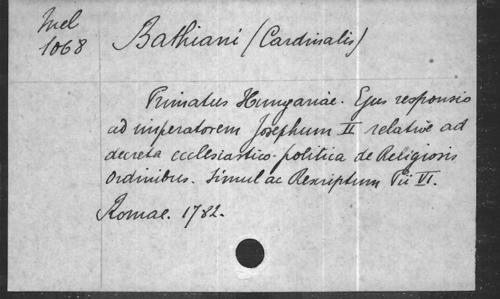 Mel
1068
Bathiani (Cardinalis)
Primatus Hungariae. Ejus responsio
ad imperatorem Josephum II relative ad
decreta ecclesiastico-politica de Religiosis
Ordinibus. Simul ac Rescriptum Pii VI.
Romae. 1782.